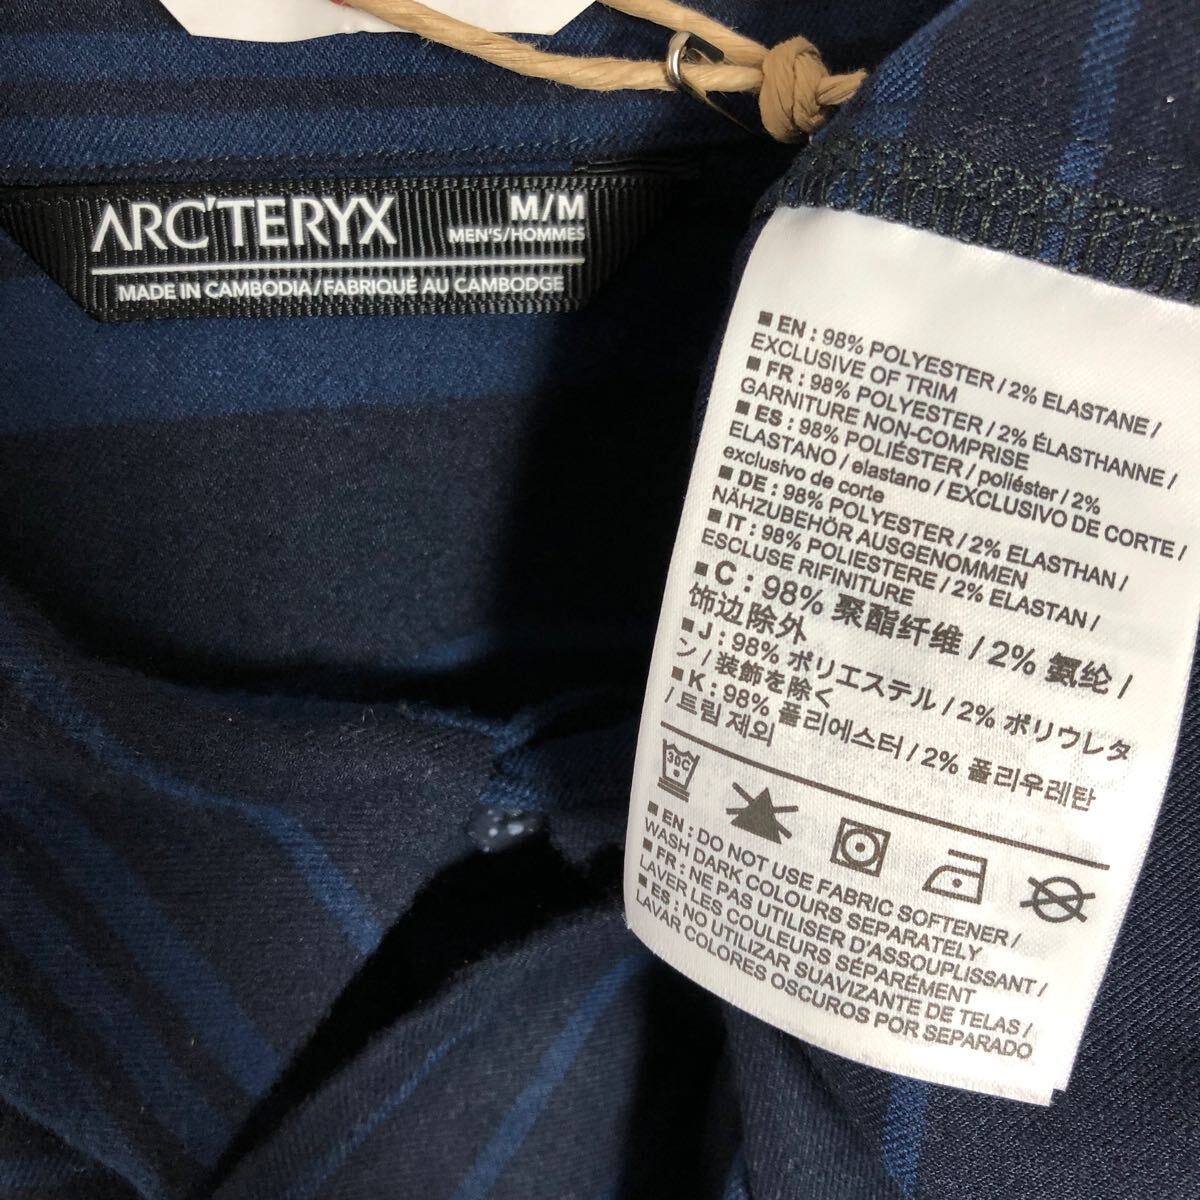 ARC'TERYX
M/M
MEN'S/HOMMES
MADE IN CAMBODIA/FABRIQUÉ AU CAMBODGE
■ EN : 98% POLYESTER / 2% ELASTANE /
EXCLUSIVE OF TRIM
■ FR : 98% POLYESTER / 2% ÉLASTHANNE /
GARNITURE NON-COMPRISE
■ ES : 98% POLIÉSTER / poliéster / 2%
ELASTANO / elastano / EXCLUSIVO DE CORTE /
exclusivo de corte
■ DE : 98% POLYESTER / 2% ELASTHAN /
NÄHZUBEHÖR AUSGENOMMEN
■ IT : 98% POLIESTERE / 2% ELASTAN /
ESCLUSE RIFINITURE
■ C : 98% 聚酯纤维 / 2% 氨纶 /
饰边除外
■ J : 98% ポリエステル / 2% ポリウレタ
ン / 装飾を除く
■ K : 98% 폴리에스터 / 2% 폴리우레탄
/ 트림 제외
30C
■ EN : DO NOT USE FABRIC SOFTENER /
WASH DARK COLOURS SEPARATELY
■ FR : NE PAS UTILISER D'ASSOUPLISSANT /
LAVER LES COULEURS SÉPARÉMENT
■ ES : NO UTILIZAR SUAVIZANTE DE TELAS /
LAVAR COLORES OSCUROS POR SEPARADO